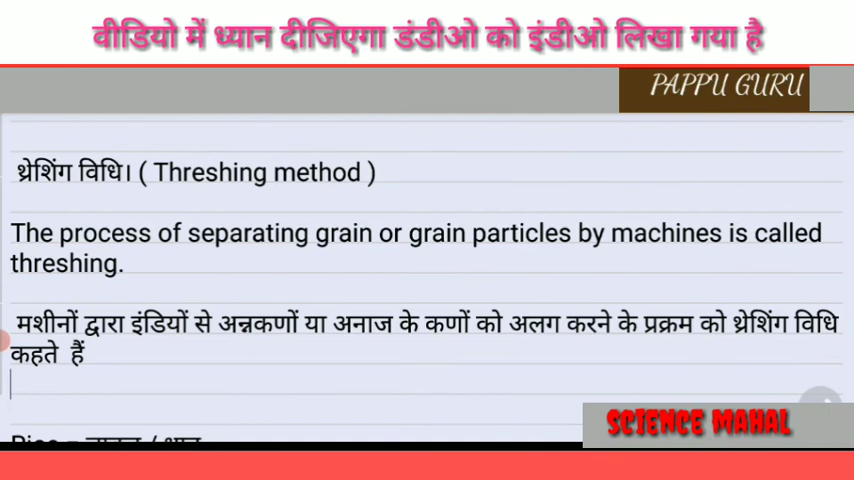 वीडियो में ध्यान दीजिएगा डंडीओ को इंडीओ लिखा गया है
PAPPU GURU
थ्रेशिंग विधि। ( Threshing method )
The process of separating grain or grain particles by machines is called
threshing.
मशीनों द्वारा इंडियों से अन्नकणों या अनाज के कणों को अलग करने के प्रक्रम को थ्रेशिंग विधि
कहते हैं
SCIENCE MAHAL